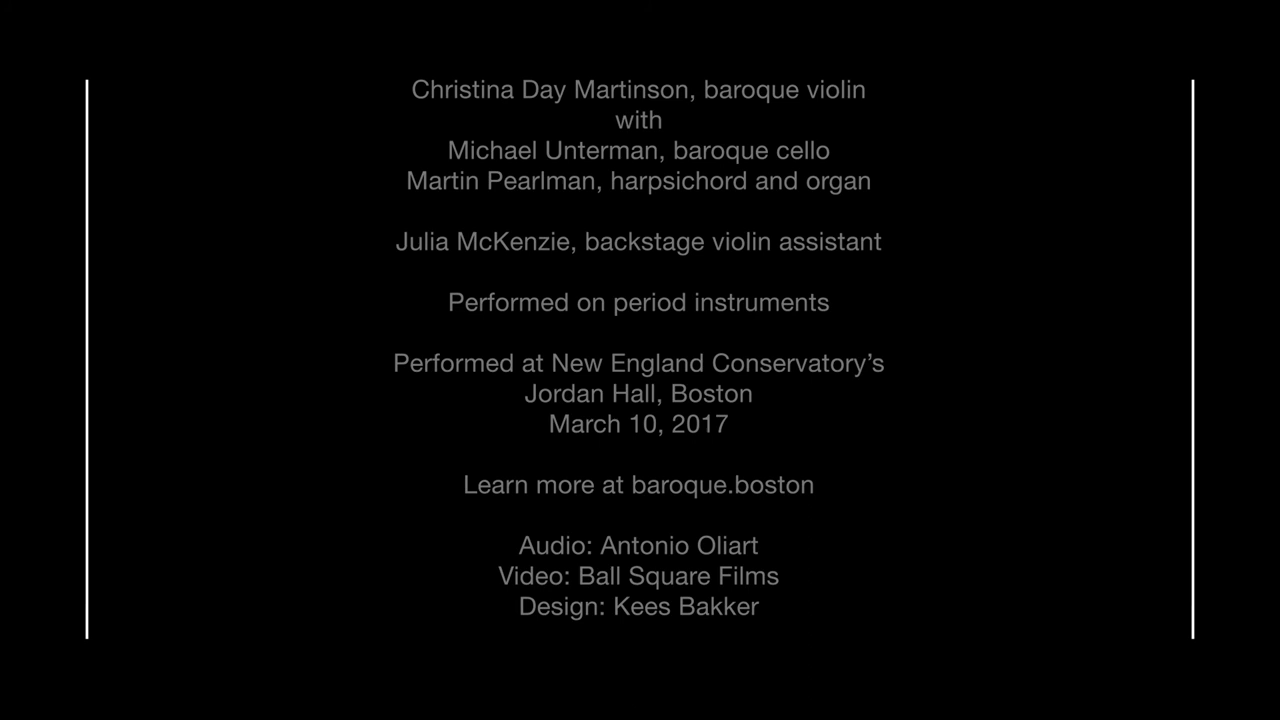 Christina Day Martinson, baroque violin
with
Michael Unterman, baroque cello
Martin Pearlman, harpsichord and organ
Julia McKenzie, backstage violin assistant
Performed on period instruments
Performed at New England Conservatory’s
Jordan Hall, Boston
March 10, 2017
Learn more at baroque.boston
Audio: Antonio Oliart
Video: Ball Square Films
Design: Kees Bakker